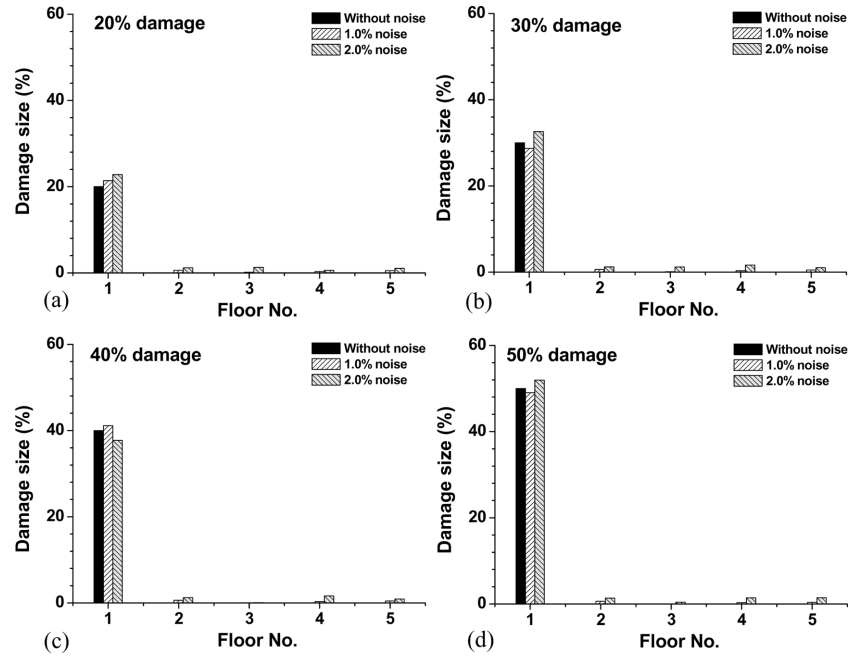 20% damage
Without noise
1.0% noise
2.0% noise
Damage size (%)
60
40
20
0
1 2 3 4 5
Floor No.
(a)
30% damage
Without noise
1.0% noise
2.0% noise
Damage size (%)
60
40
20
0
1 2 3 4 5
Floor No.
(b)
40% damage
Without noise
1.0% noise
2.0% noise
Damage size (%)
60
40
20
0
1 2 3 4 5
Floor No.
(c)
50% damage
Without noise
1.0% noise
2.0% noise
Damage size (%)
60
40
20
0
1 2 3 4 5
Floor No.
(d)